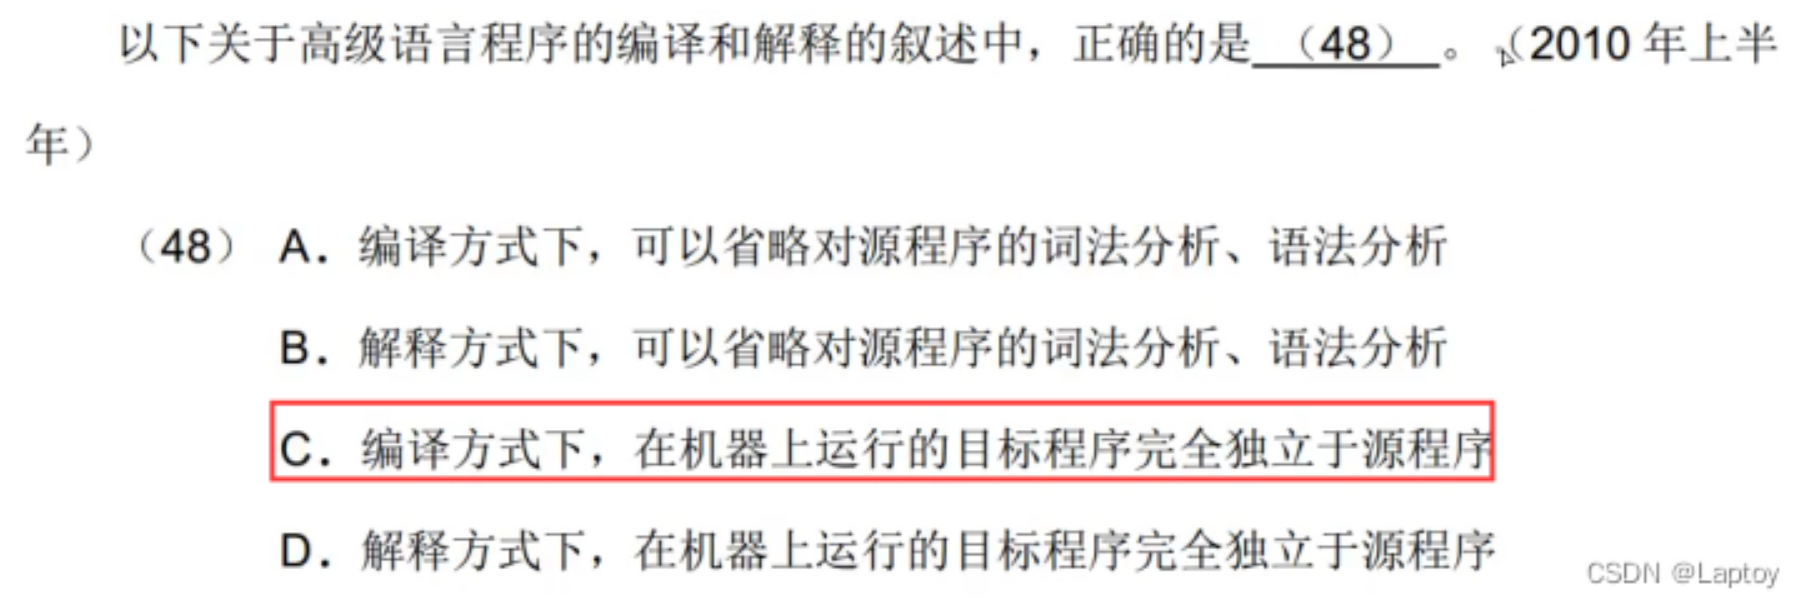 以下关于高级语言程序的编译和解释的叙述中，正确的是 （48） 。（2010 年上半
年）
（48） A．编译方式下，可以省略对源程序的词法分析、语法分析
B．解释方式下，可以省略对源程序的词法分析、语法分析
C．编译方式下，在机器上运行的目标程序完全独立于源程序
D．解释方式下，在机器上运行的目标程序完全独立于源程序
CSDN @Laptoy